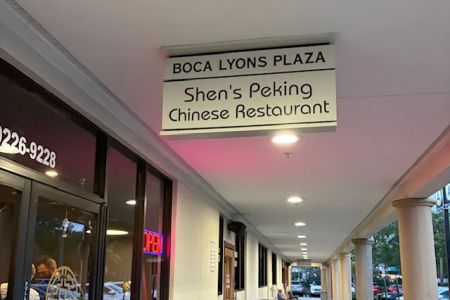 BOCA LYONS PLAZA
Shen's Peking
Chinese Restaurant
9226-9228
OPEN